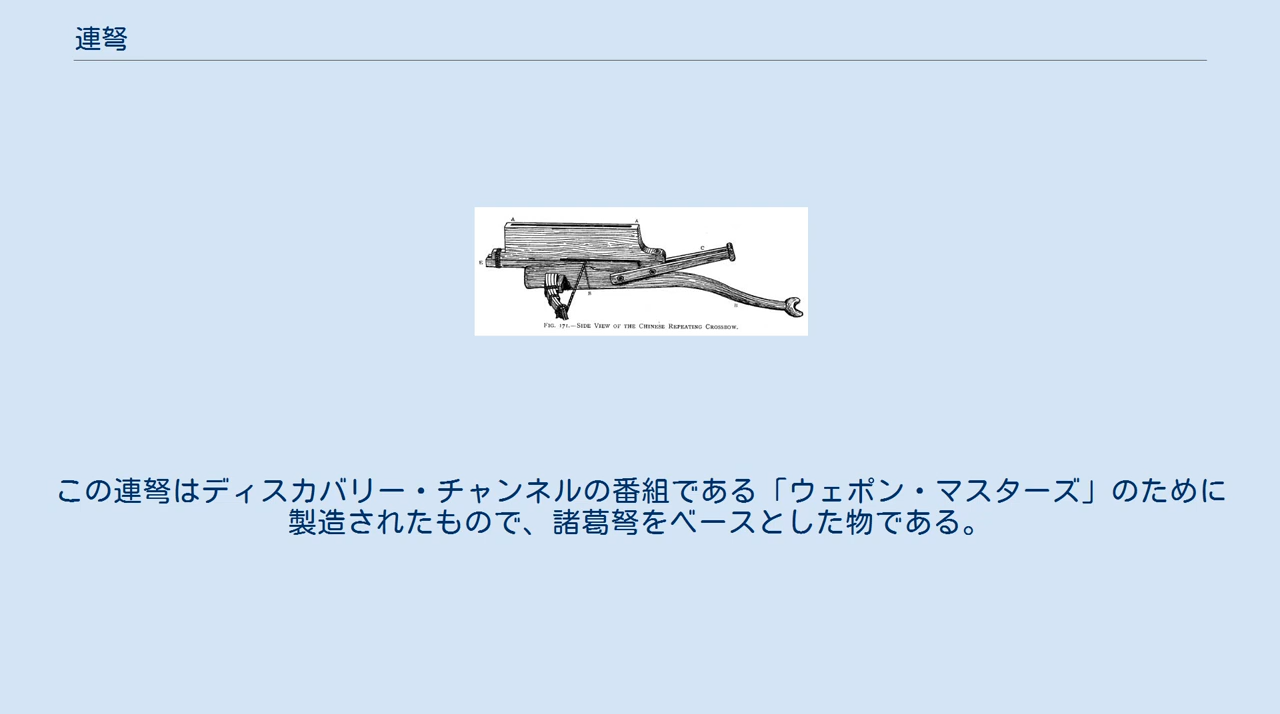 連弩
A A
C
E
B
FIG. 171.—SIDE VIEW OF THE CHINESE REPEATING CROSSBOW.
この連弩はディスカバリー・チャンネルの番組である「ウェポン・マスターズ」のために
製造されたもので、諸葛弩をベースとした物である。